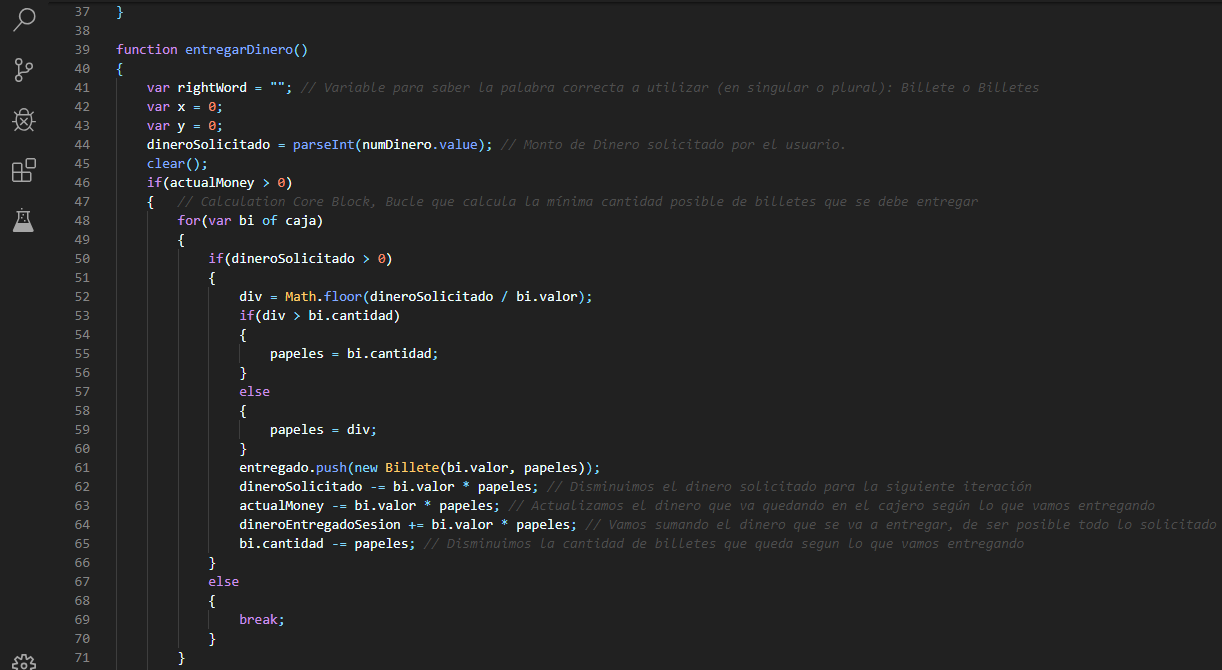 37 }
38
39 function entregarDinero()
40 {
41 var rightWord = ""; // Variable para saber la palabra correcta a utilizar (en singular o plural): Billete o Billetes
42 var x = 0;
43 var y = 0;
44 dineroSolicitado = parseInt(numDinero.value); // Monto de Dinero solicitado por el usuario.
45 clear();
46 if(actualMoney > 0)
47 { // Calculation Core Block, Bucle que calcula la mínima cantidad posible de billetes que se debe entregar
48 for(var bi of caja)
49 {
50 if(dineroSolicitado > 0)
51 {
52 div = Math.floor(dineroSolicitado / bi.valor);
53 if(div > bi.cantidad)
54 {
55 papeles = bi.cantidad;
56 }
57 else
58 {
59 papeles = div;
60 }
61 entregado.push(new Billete(bi.valor, papeles));
62 dineroSolicitado -= bi.valor * papeles; // Disminuimos el dinero solicitado para la siguiente iteración
63 actualMoney -= bi.valor * papeles; // Actualizamos el dinero que va quedando en el cajero según lo que vamos entregando
64 dineroEntregadoSesion += bi.valor * papeles; // Vamos sumando el dinero que se va a entregar, de ser posible todo lo solicitado
65 bi.cantidad -= papeles; // Disminuimos la cantidad de billetes que queda segun lo que vamos entregando
66 }
67 else
68 {
69 break;
70 }
71 }